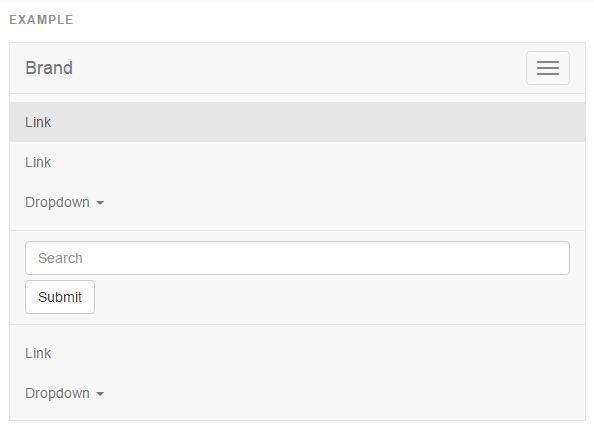 EXAMPLE
Brand
Link
Link
Dropdown
Search
Submit
Link
Dropdown